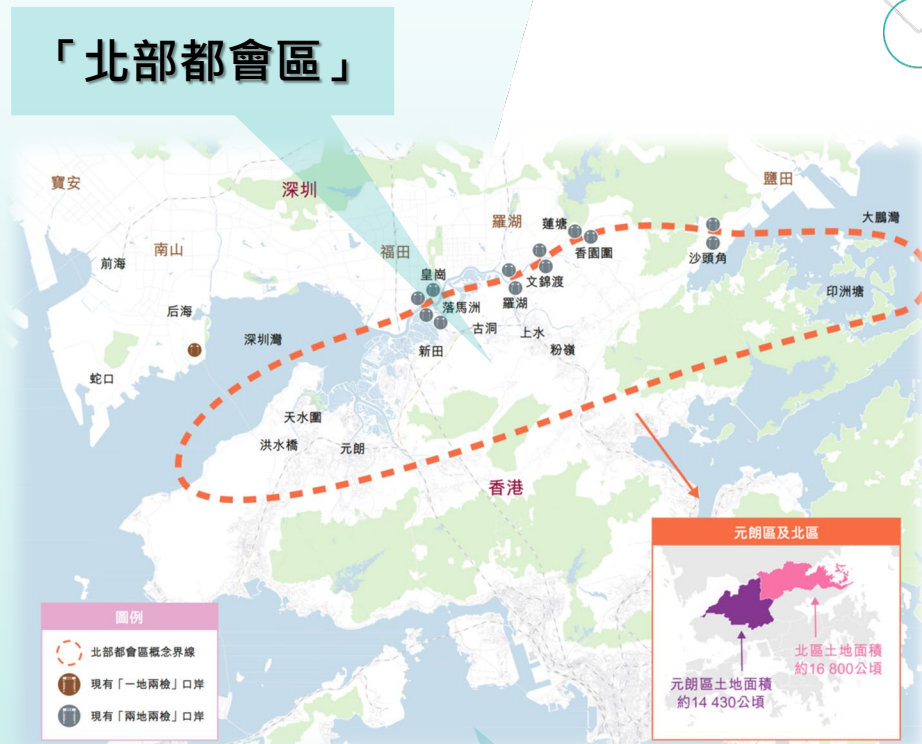 「北部都會區」
寶安
深圳
鹽田
羅湖
蓮塘
大鵬灣
南山
福田
香園圍
沙頭角
前海
皇崗
文錦渡
印洲塘
后海
落馬洲
羅湖
深圳灣
古洞
上水
新田
粉嶺
蛇口
天水圍
洪水橋
元朗
香港
元朗區及北區
北區土地面積
約16 800公頃
元朗區土地面積
約14 430公頃
圖例
北部都會區概念界線
現有「一地兩檢」口岸
現有「兩地兩檢」口岸